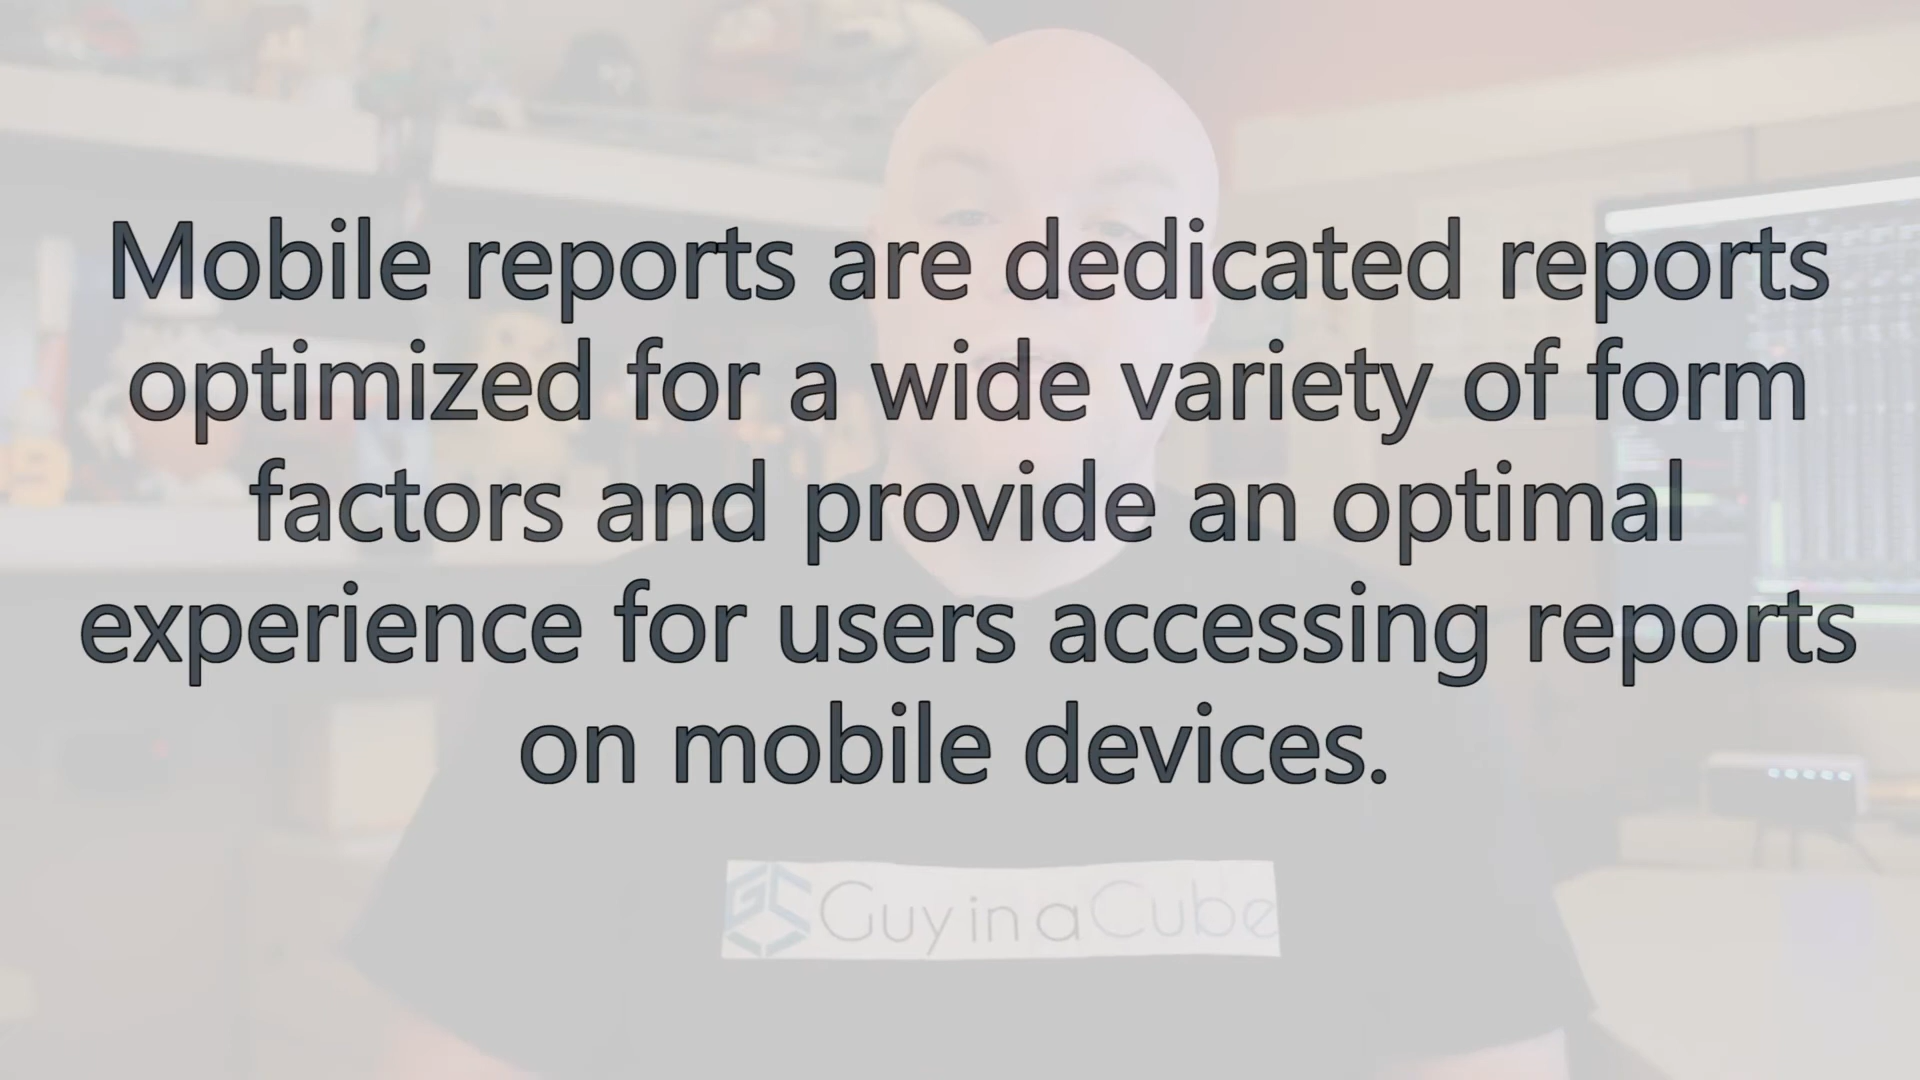 Mobile reports are dedicated reports
optimized for a wide variety of form
factors and provide an optimal
experience for users accessing reports
on mobile devices.
GC Guy in a Cube